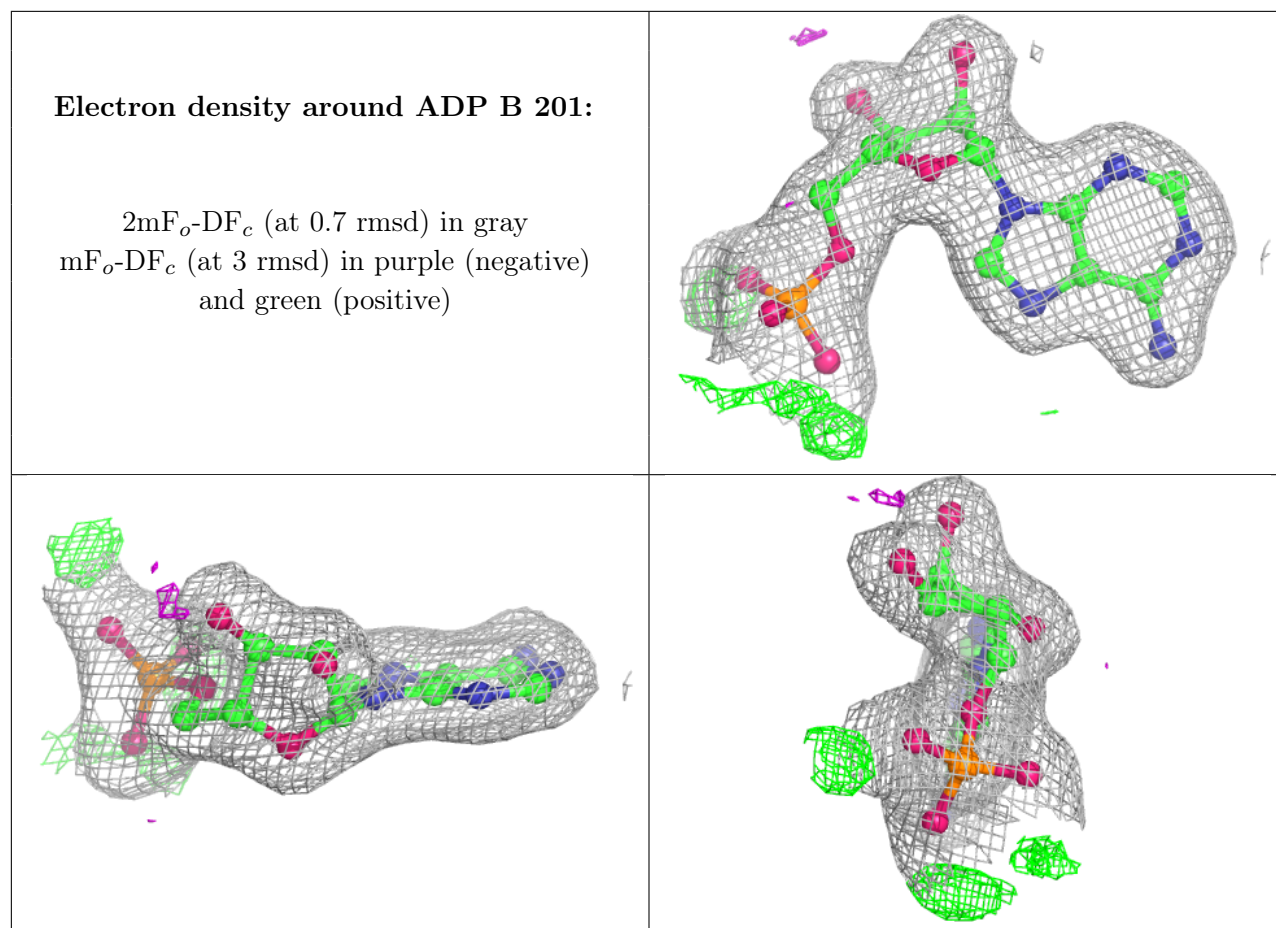 Electron density around ADP B 201:
2mFo-DFc (at 0.7 rmsd) in gray
mFo-DFc (at 3 rmsd) in purple (negative)
and green (positive)